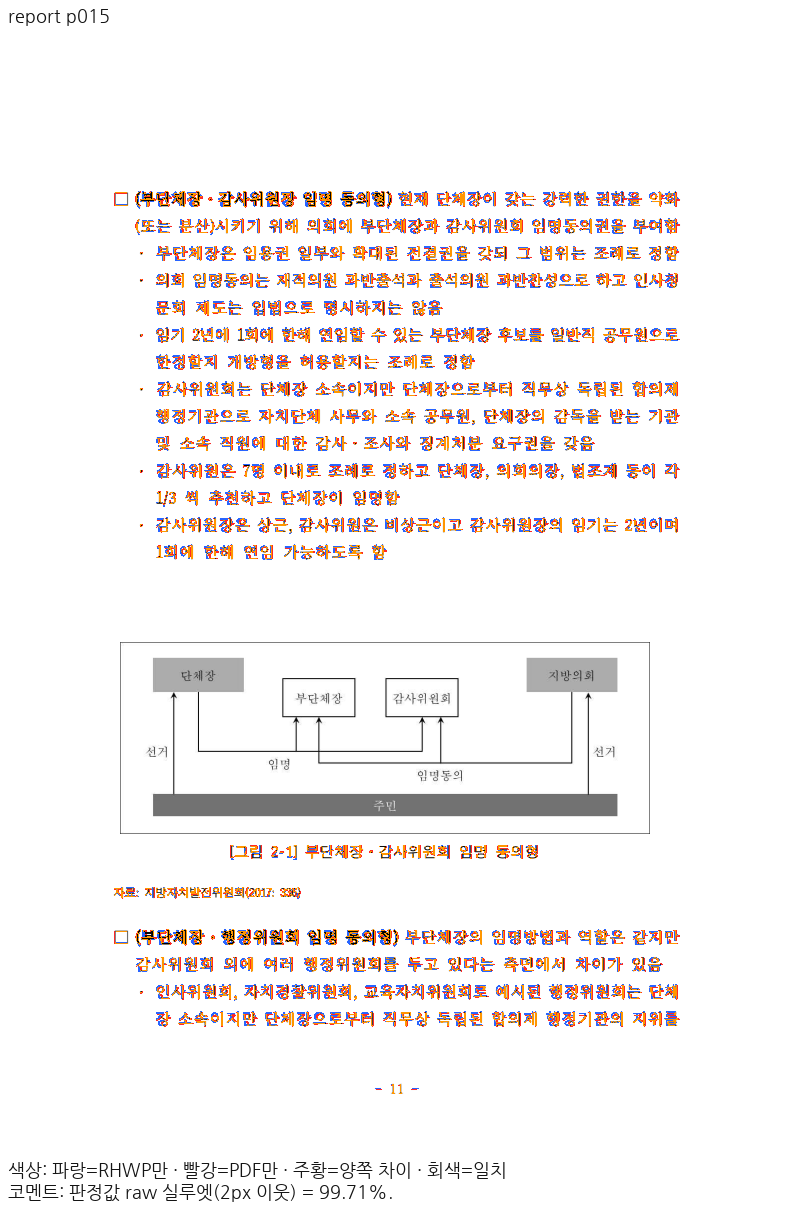 report p015
□ (부단체장·감사위원장 임명 동의형) 현재 단체장이 갖는 강력한 권한을 약화
(또는 분산)시키기 위해 의회에 부단체장과 감사위원회 임명동의권을 부여함
· 부단체장은 임용권 일부와 확대된 전결권을 갖되 그 범위는 조례로 정함
· 의회 임명동의는 재적의원 과반출석과 출석의원 과반찬성으로 하고 인사청
문회 제도는 입법으로 명시하지는 않음
· 임기 2년에 1회에 한해 연임할 수 있는 부단체장 후보를 일반직 공무원으로
한정할지 개방형을 허용할지는 조례로 정함
· 감사위원회는 단체장 소속이지만 단체장으로부터 직무상 독립된 합의제
행정기관으로 자치단체 사무와 소속 공무원, 단체장의 감독을 받는 기관
및 소속 직원에 대한 감사·조사와 징계처분 요구권을 갖음
· 감사위원은 7명 이내로 조례로 정하고 단체장, 의회의장, 법조계 등이 각
1/3 씩 추천하고 단체장이 임명함
· 감사위원장은 상근, 감사위원은 비상근이고 감사위원장의 임기는 2년이며
1회에 한해 연임 가능하도록 함
단체장
지방의회
부단체장
감사위원회
선거
선거
임명
임명동의
주민
[그림 2-1] 부단체장·감사위원회 임명 동의형
자료: 지방자치발전위원회(2017: 336)
□ (부단체장·행정위원회 임명 동의형) 부단체장의 임명방법과 역할은 같지만
감사위원회 외에 여러 행정위원회를 두고 있다는 측면에서 차이가 있음
· 인사위원회, 자치경찰위원회, 교육자치위원회로 예시된 행정위원회는 단체
장 소속이지만 단체장으로부터 직무상 독립된 합의제 행정기관의 지위를
- 11 -
색상: 파랑=RHWP만 · 빨강=PDF만 · 주황=양쪽 차이 · 회색=일치
코멘트: 판정값 raw 실루엣(2px 이웃) = 99.71%.